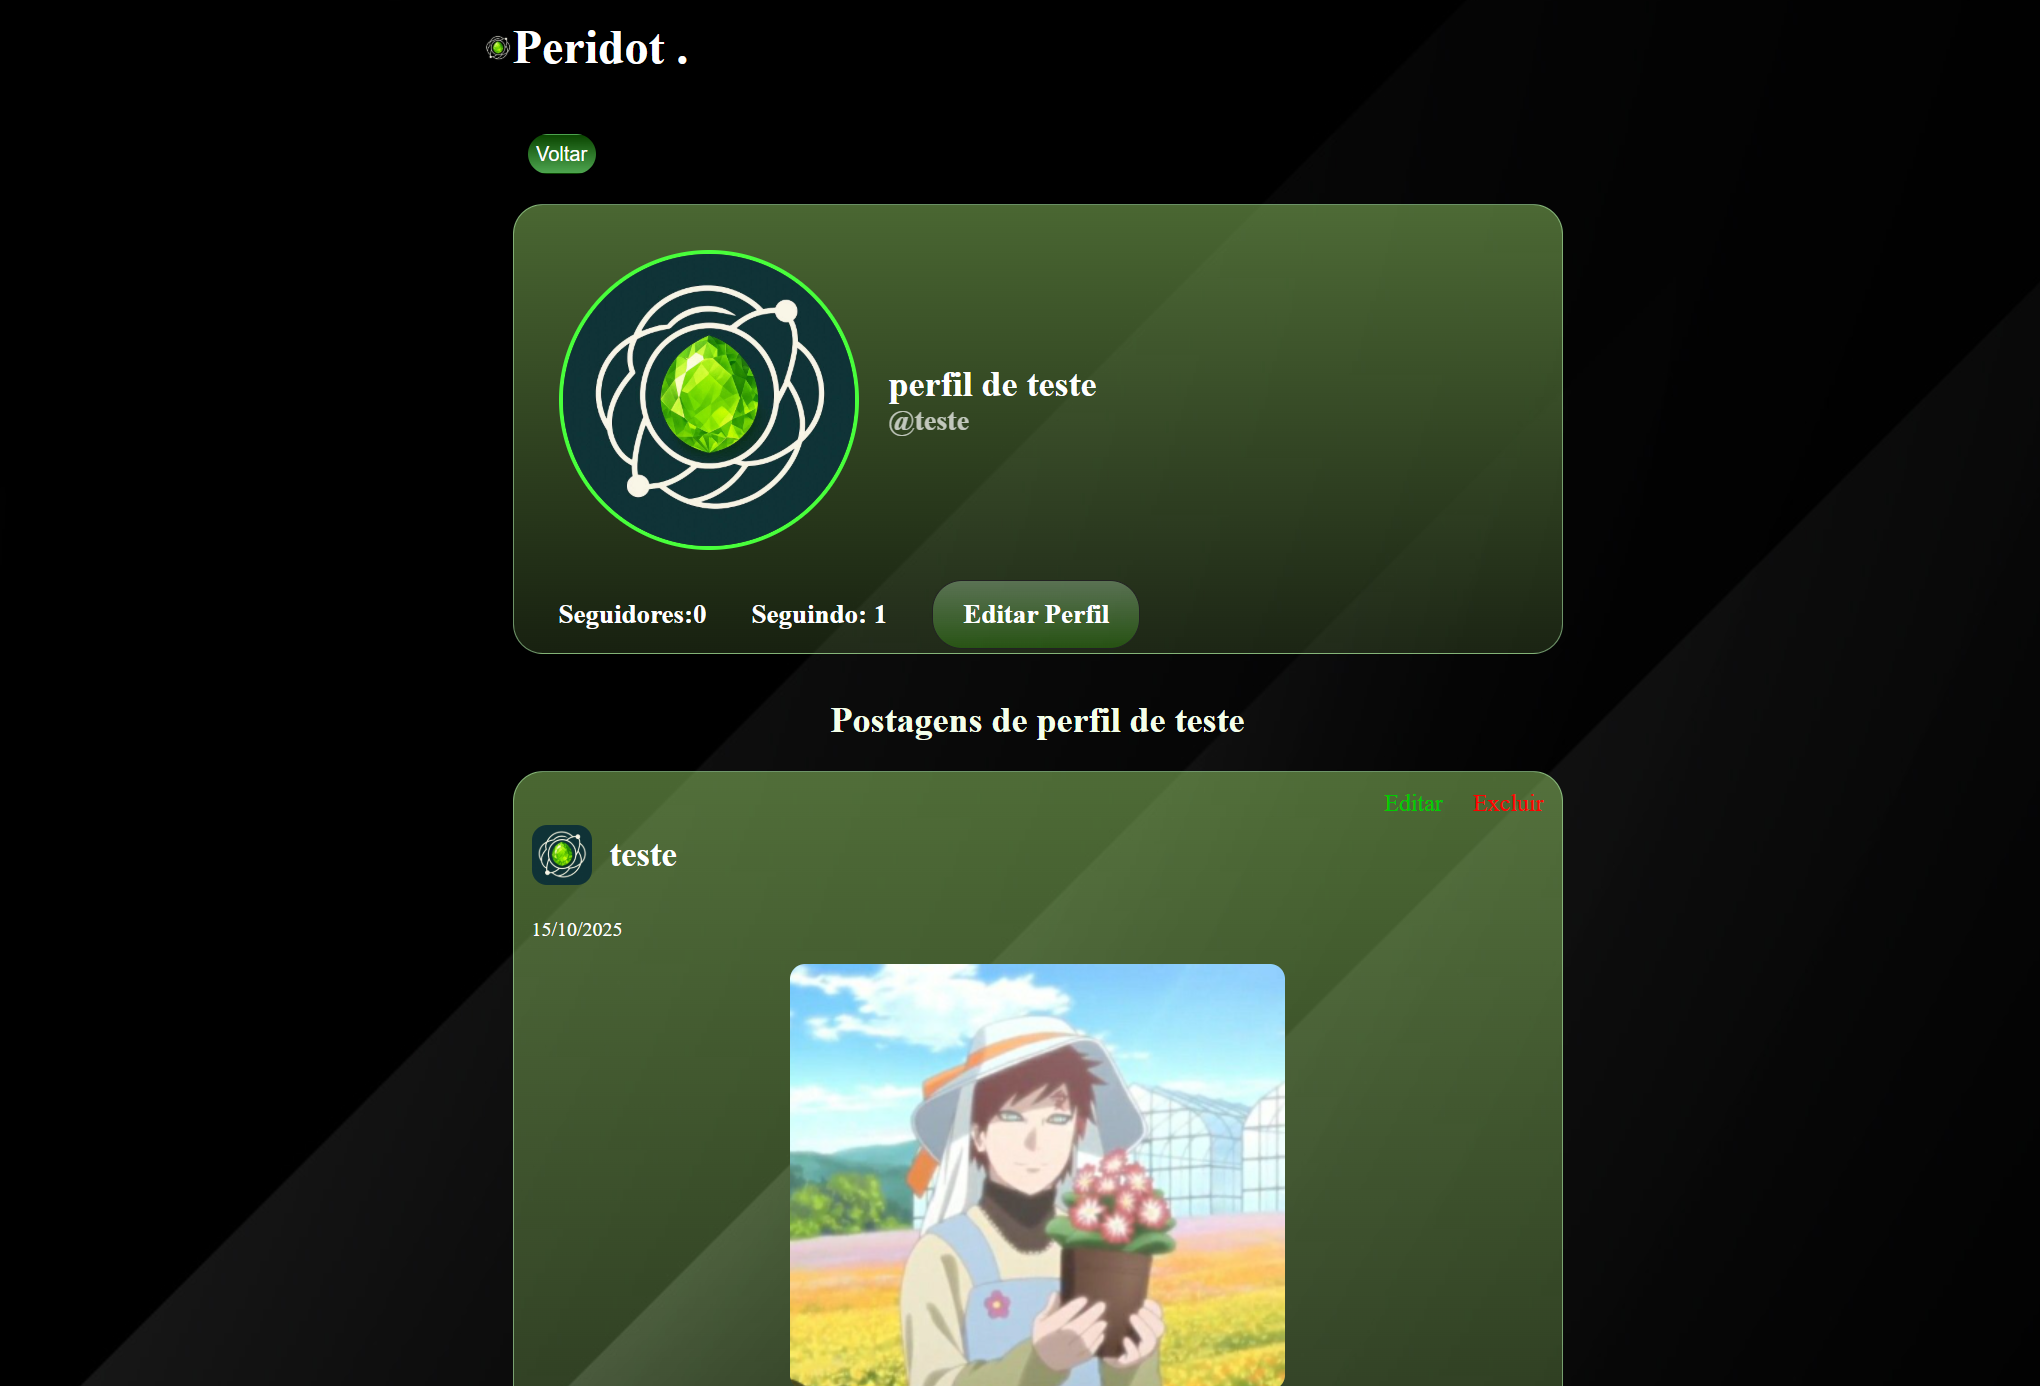 Peridot .
Voltar
perfil de teste
@teste
Seguidores:0 Seguindo: 1 Editar Perfil
Postagens de perfil de teste
Editar Excluir
teste
15/10/2025